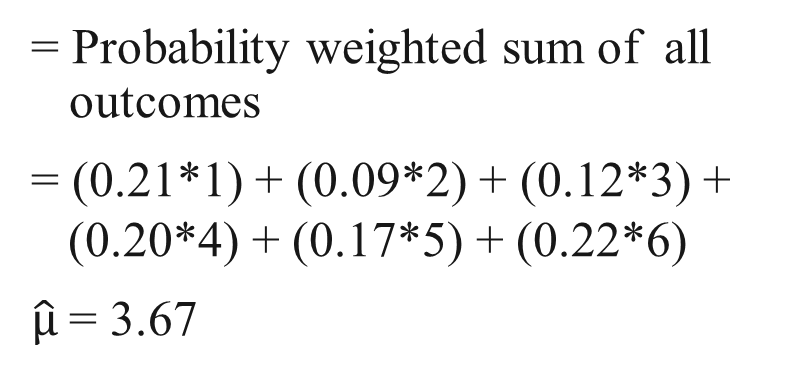 = Probability weighted sum of all
outcomes
= (0.21*1) + (0.09*2) + (0.12*3) +
(0.20*4) + (0.17*5) + (0.22*6)
μ̂ = 3.67